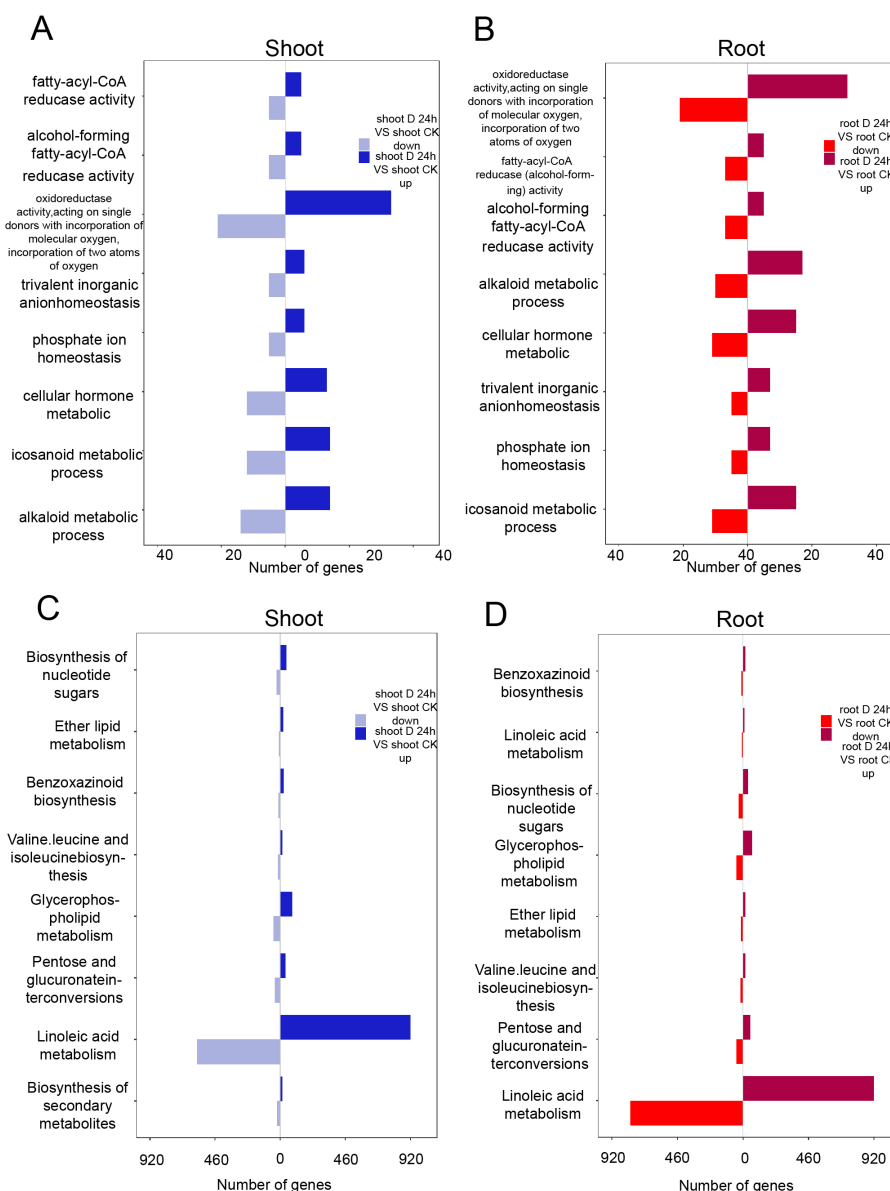 A
Shoot
fatty-acyl-CoA
reducase activity
alcohol-forming
fatty-acyl-CoA
reducase activity
oxidoreductase
activity,acting on single
donors with incorporation of
molecular oxygen,
incorporation of two atoms
of oxygen
trivalent inorganic
anionhomeostasis
phosphate ion
homeostasis
cellular hormone
metabolic
icosanoid metabolic
process
alkaloid metabolic
process
shoot D 24h
VS shoot CK
down
shoot D 24h
VS shoot CK
up
40 20 0 20 40
Number of genes
B
Root
oxidoreductase
activity,acting on single
donors with incorporation
of molecular oxygen,
incorporation of two
atoms of oxygen
fatty-acyl-CoA
reducase (alcohol-form-
ing) activity
alcohol-forming
fatty-acyl-CoA
reducase activity
alkaloid metabolic
process
cellular hormone
metabolic
trivalent inorganic
anionhomeostasis
phosphate ion
homeostasis
icosanoid metabolic
process
root D 24h
VS root CK
down
root D 24h
VS root CK
up
40 20 40 20 40
Number of genes
C
Shoot
Biosynthesis of
nucleotide
sugars
Ether lipid
metabolism
Benzoxazinoid
biosynthesis
Valine.leucine and
isoleucinebiosyn-
thesis
Glycerophos-
pholipid
metabolism
Pentose and
glucuronatein-
terconversions
Linoleic acid
metabolism
Biosynthesis of
secondary
metabolites
shoot D 24h
VS shoot CK
down
shoot D 24h
VS shoot CK
up
920 460 0 460 920
Number of genes
D
Root
Benzoxazinoid
biosynthesis
Linoleic acid
metabolism
Biosynthesis of
nucleotide
sugars
Glycerophos-
pholipid
metabolism
Ether lipid
metabolism
Valine.leucine and
isoleucinebiosyn-
thesis
Pentose and
glucuronatein-
terconversions
Linoleic acid
metabolism
root D 24h
VS root CK
down
root D 24h
VS root CK
up
920 460 0 460 920
Number of genes